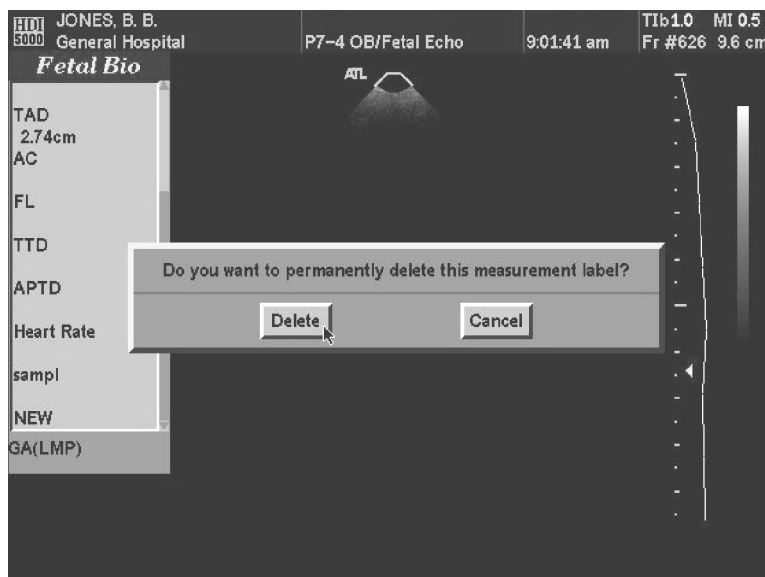 HDI 5000
JONES, B. B.
General Hospital
P7-4 OB/Fetal Echo
9:01:41 am
TIb1.0 MI 0.5
Fr #626 9.6 cm
Fetal Bio
ATL
TAD
2.74cm
AC
FL
TTD
APTD
Heart Rate
sampl
NEW
GA(LMP)
Do you want to permanently delete this measurement label?
Delete
Cancel